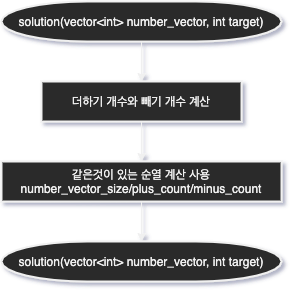 solution(vector<int> number_vector, int target)
더하기 개수와 빼기 개수 계산
같은것이 있는 순열 계산 사용
number_vector_size/plus_count/minus_count
solution(vector<int> number_vector, int target)